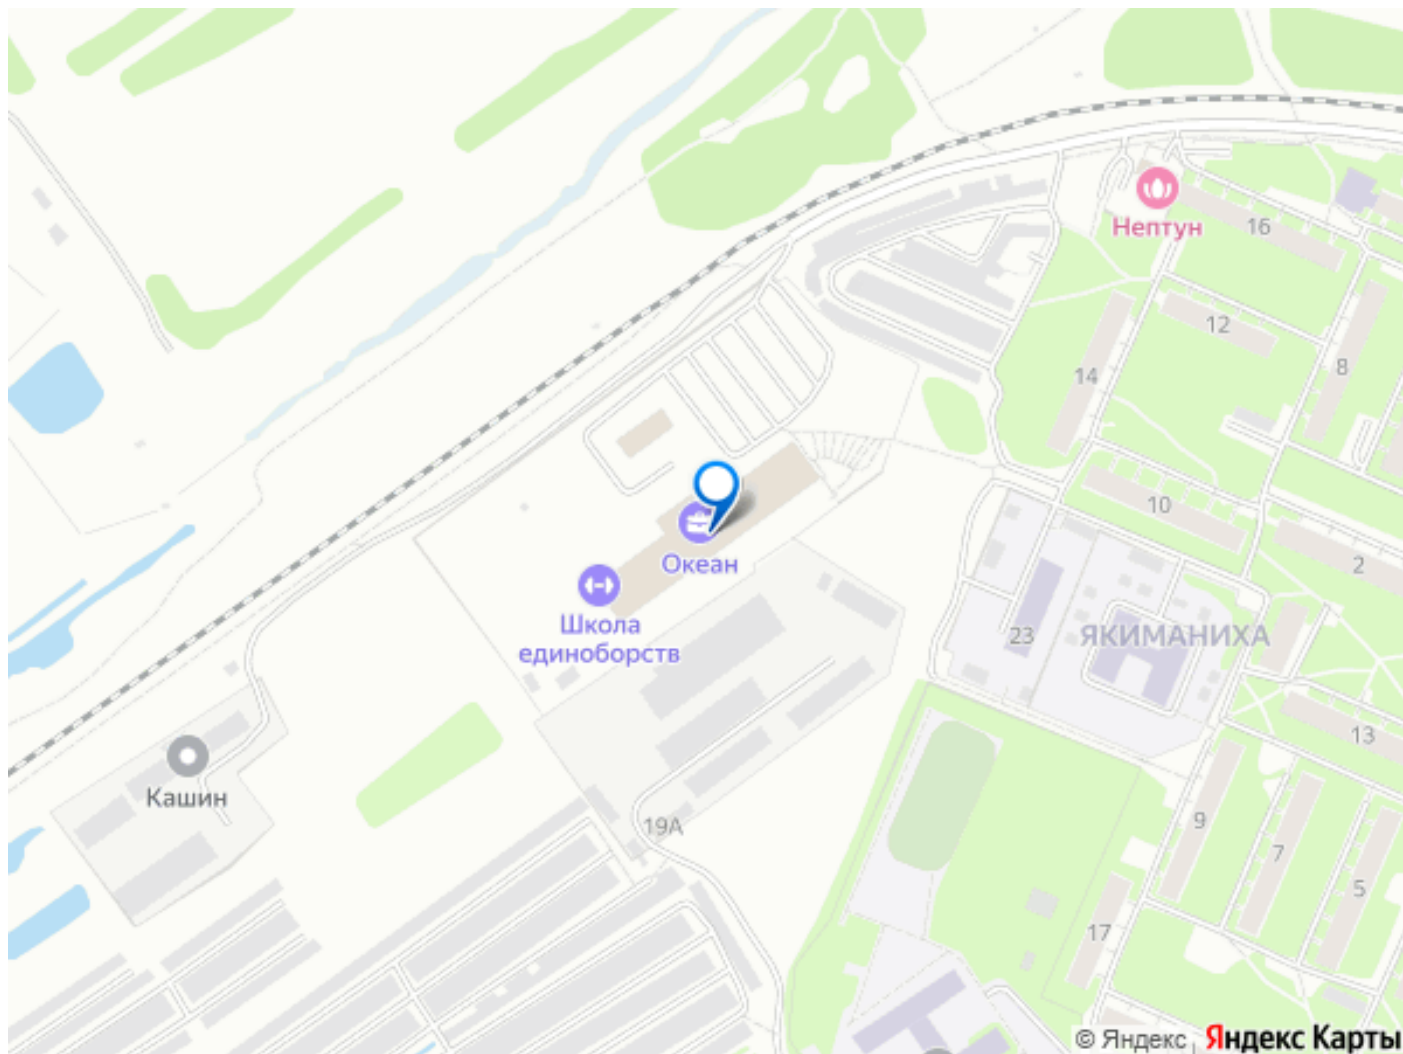 Нептун
16
12
8
14
10
2
Океан
Школа
единоборств
23
ЯКИМАНИХА
13
Кашин
19А
9
7
5
17
© Яндекс
Яндекс Карты